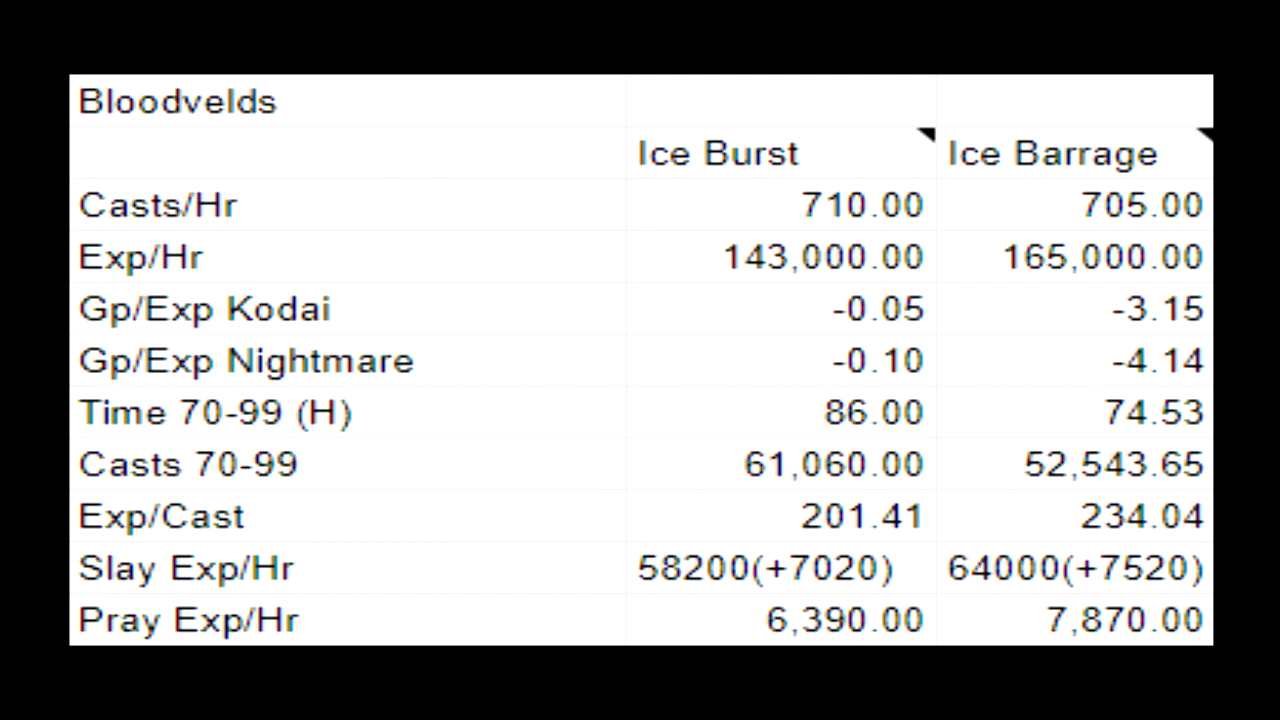 Bloodvelds
Ice Burst Ice Barrage
Casts/Hr 710.00 705.00
Exp/Hr 143,000.00 165,000.00
Gp/Exp Kodai -0.05 -3.15
Gp/Exp Nightmare -0.10 -4.14
Time 70-99 (H) 86.00 74.53
Casts 70-99 61,060.00 52,543.65
Exp/Cast 201.41 234.04
Slay Exp/Hr 58200(+7020) 64000(+7520)
Pray Exp/Hr 6,390.00 7,870.00